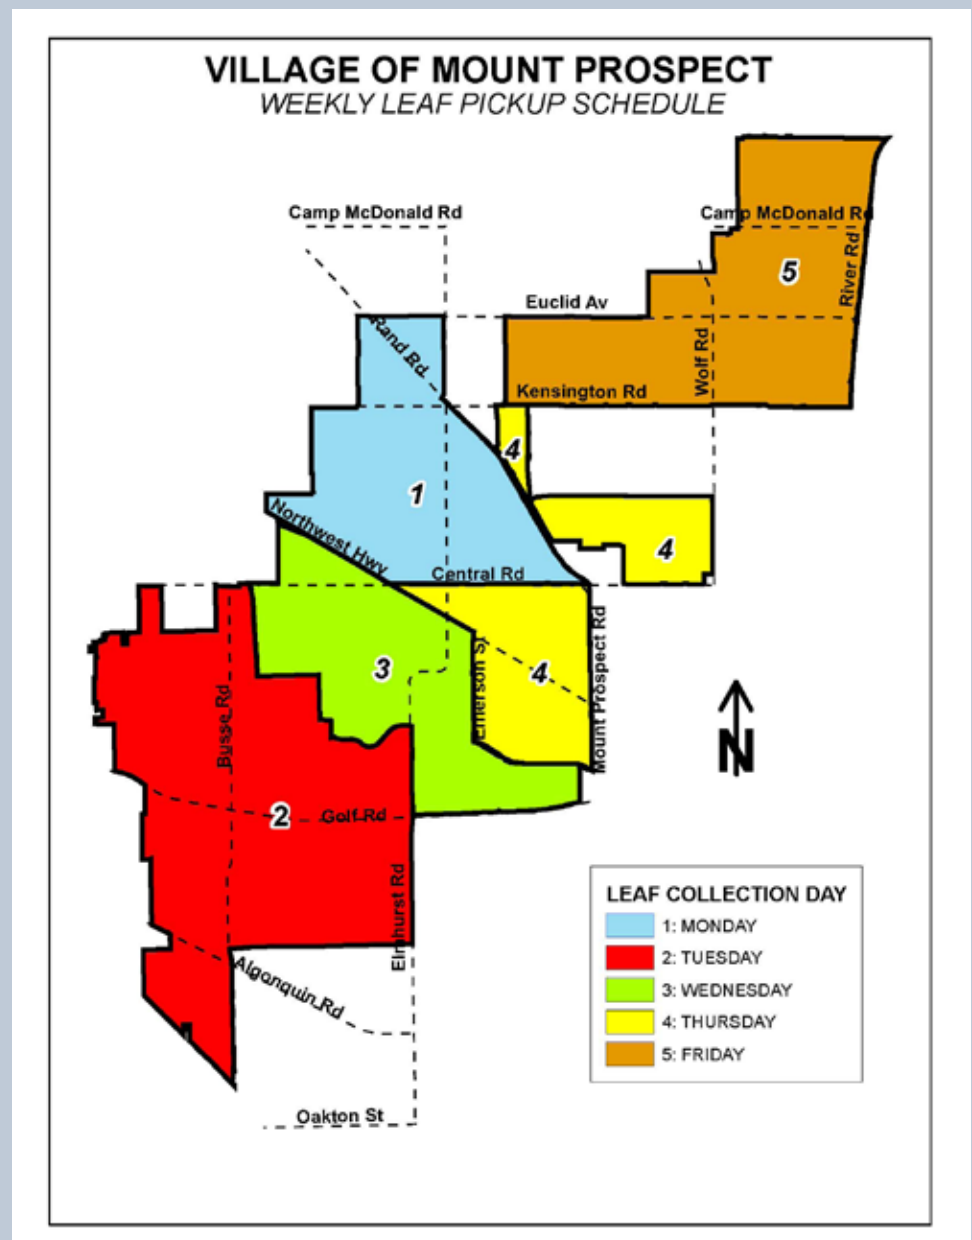 VILLAGE OF MOUNT PROSPECT
WEEKLY LEAF PICKUP SCHEDULE
Camp McDonald Rd
Camp McDonald Rd
River Rd
5
Euclid Av
Rand Rd
Wolf Rd
Kensington Rd
4
1
Northwest Hwy
4
Central Rd
3
Emerson St
4
Mount Prospect Rd
Busse Rd
N
2
Golf Rd
Elmhurst Rd
Algonquin Rd
Oakton St
LEAF COLLECTION DAY
1: MONDAY
2: TUESDAY
3: WEDNESDAY
4: THURSDAY
5: FRIDAY